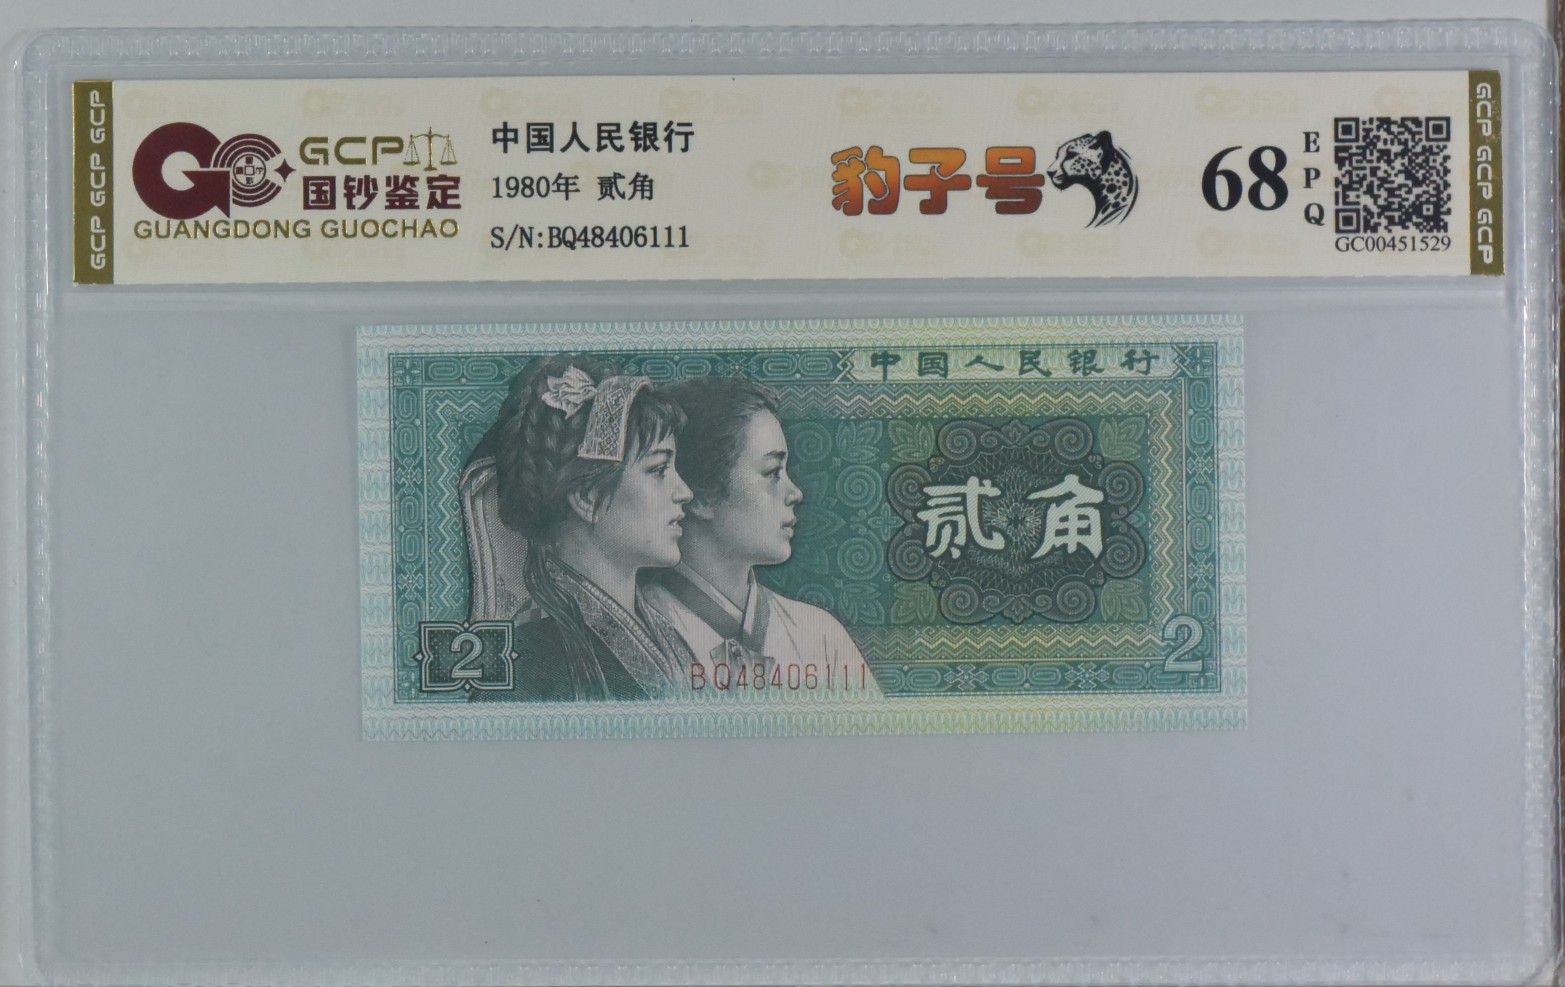 GCP GCP GCP
GCP
国钞鉴定
GUANGDONG GUOCHAO
中国人民银行
1980年 贰角
S/N:BQ48406111
豹子号
68
EPQ
GC00451529
GCP GCP GCP
中国人民银行
贰角
2
BQ48406111
2